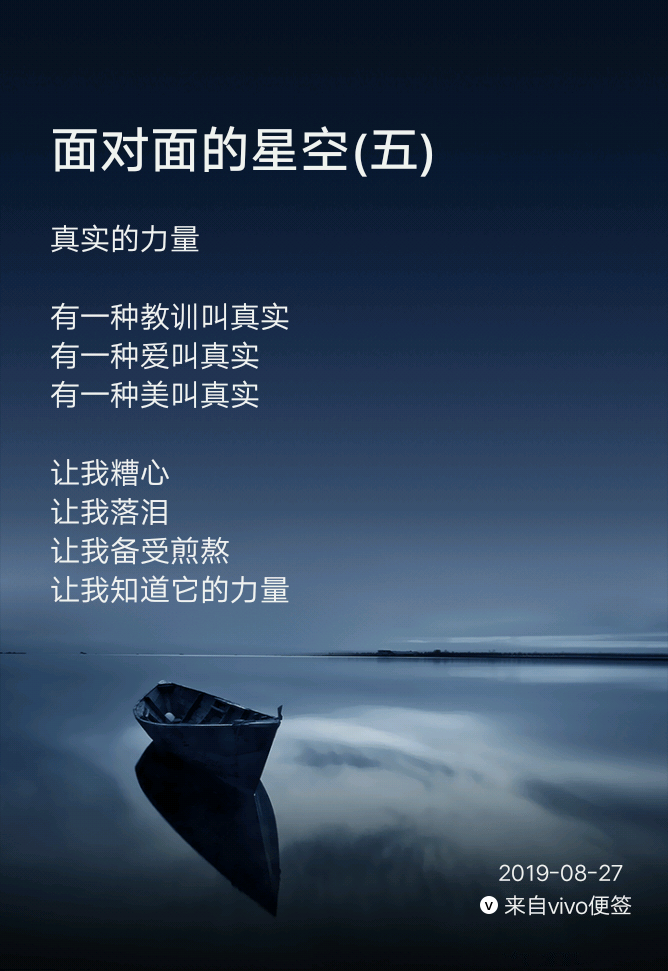 面对面的星空(五)
真实的力量
有一种教训叫真实
有一种爱叫真实
有一种美叫真实
让我糟心
让我落泪
让我备受煎熬
让我知道它的力量
2019-08-27
v 来自vivo便签